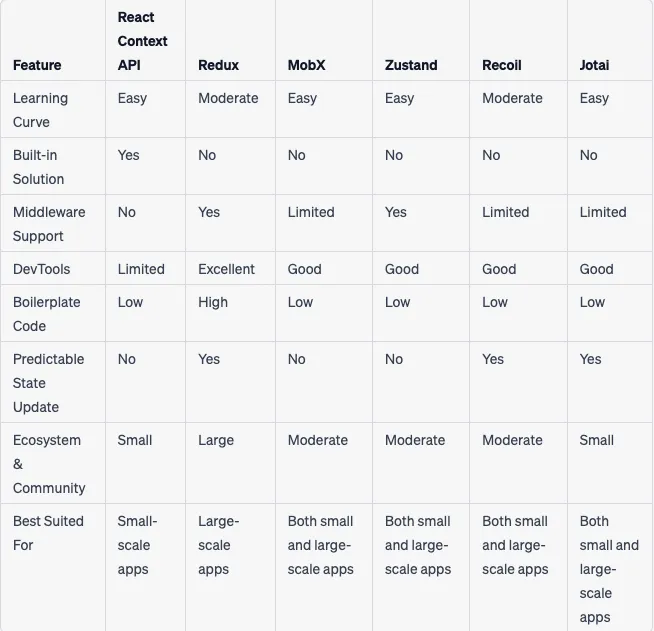 Feature React Context API Redux MobX Zustand Recoil Jotai
Learning Curve Easy Moderate Easy Easy Moderate Easy
Built-in Solution Yes No No No No No
Middleware Support No Yes Limited Yes Limited Limited
DevTools Limited Excellent Good Good Good Good
Boilerplate Code Low High Low Low Low Low
Predictable State Update No Yes No No Yes Yes
Ecosystem & Community Small Large Moderate Moderate Moderate Small
Best Suited For Small-scale apps Large-scale apps Both small and large-scale apps Both small and large-scale apps Both small and large-scale apps Both small and large-scale apps